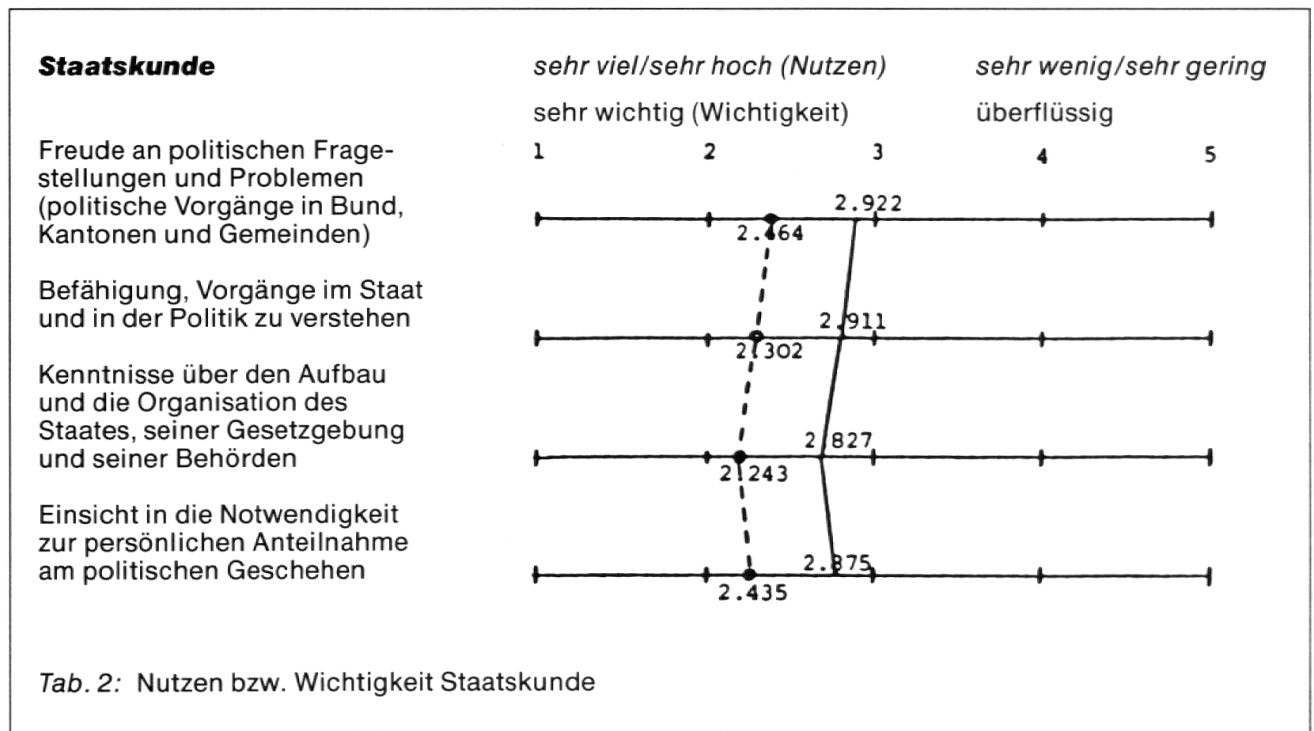 Staatskunde
sehr viel/sehr hoch (Nutzen)
sehr wenig/sehr gering
sehr wichtig (Wichtigkeit)
überflüssig
1 2 3 4 5
Freude an politischen Frage-
stellungen und Problemen
(politische Vorgänge in Bund,
Kantonen und Gemeinden)
2.922
2.464
Befähigung, Vorgänge im Staat
und in der Politik zu verstehen
2.911
2.302
Kenntnisse über den Aufbau
und die Organisation des
Staates, seiner Gesetzgebung
und seiner Behörden
2.827
2.243
Einsicht in die Notwendigkeit
zur persönlichen Anteilnahme
am politischen Geschehen
2.875
2.435
Tab. 2: Nutzen bzw. Wichtigkeit Staatskunde